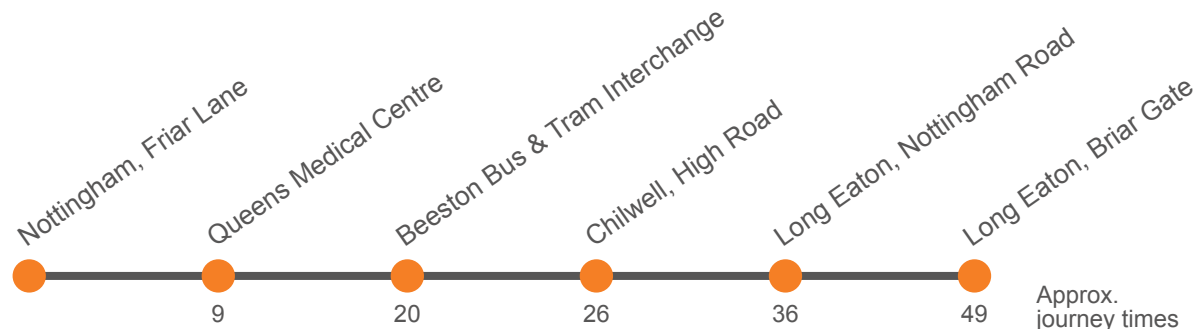 Nottingham, Friar Lane
Queens Medical Centre
Beeston Bus & Tram Interchange
Chilwell, High Road
Long Eaton, Nottingham Road
Long Eaton, Briar Gate
9
20
26
36
49
Approx.
journey times